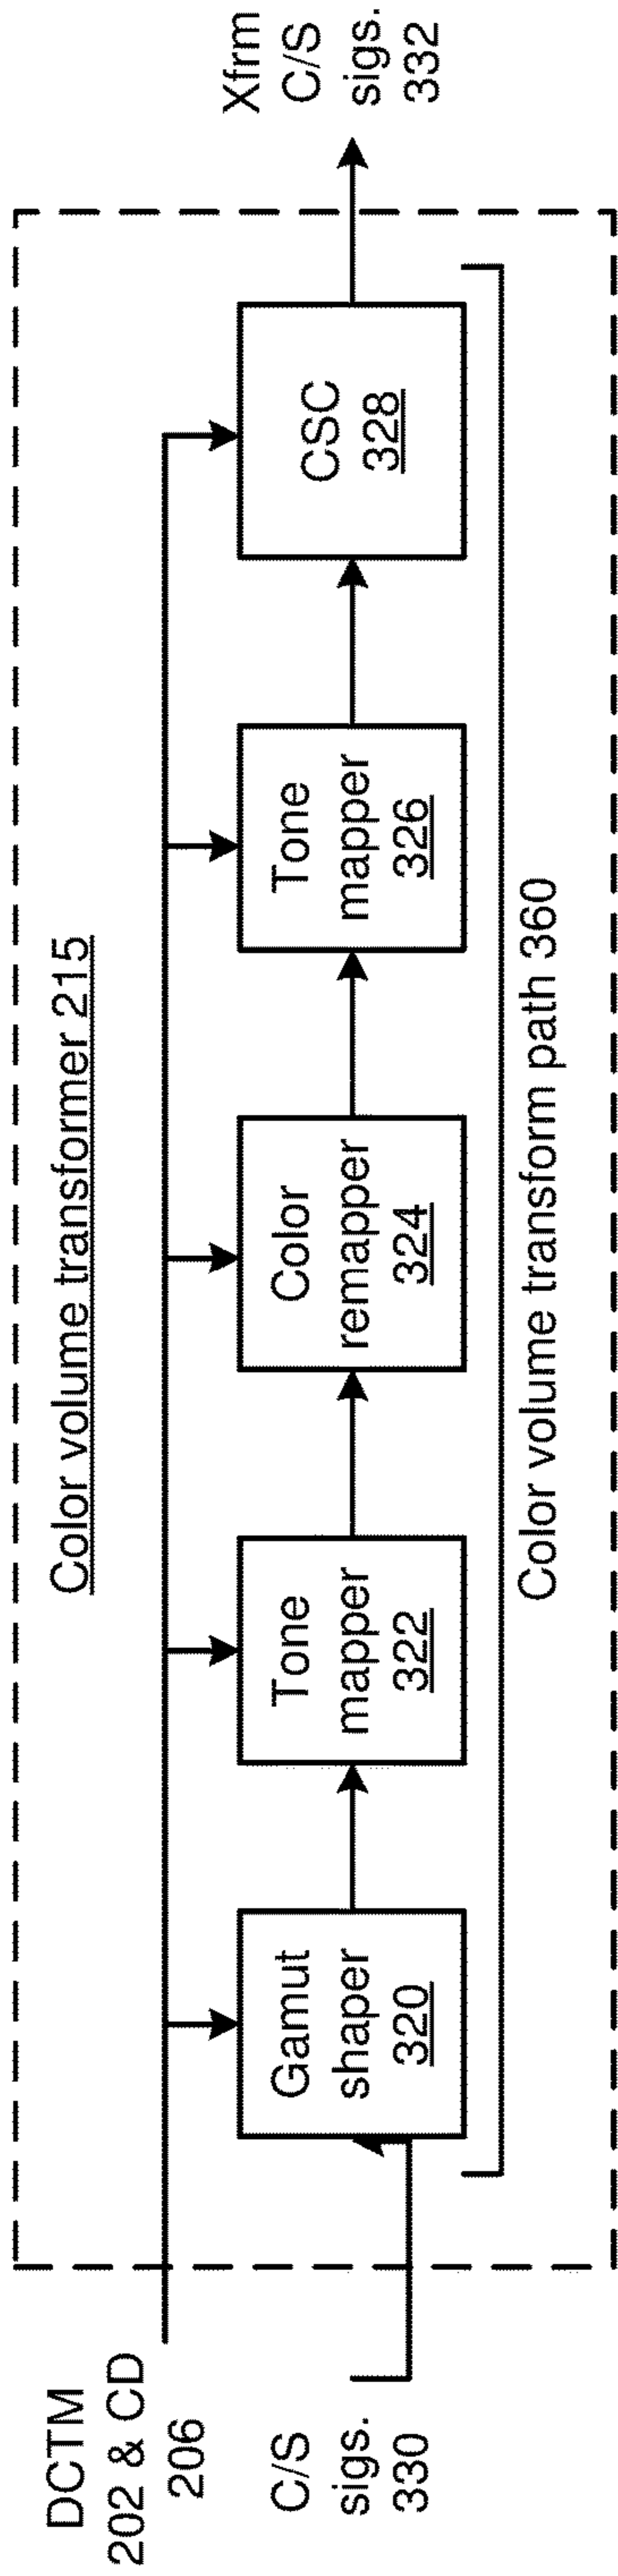 Color volume transformer 215
DCTM
202 & CD
206
C/S
sigs.
330
Gamut
shaper
320
Tone
mapper
322
Color
remapper
324
Tone
mapper
326
CSC
328
Xfrm
C/S
sigs.
332
Color volume transform path 360